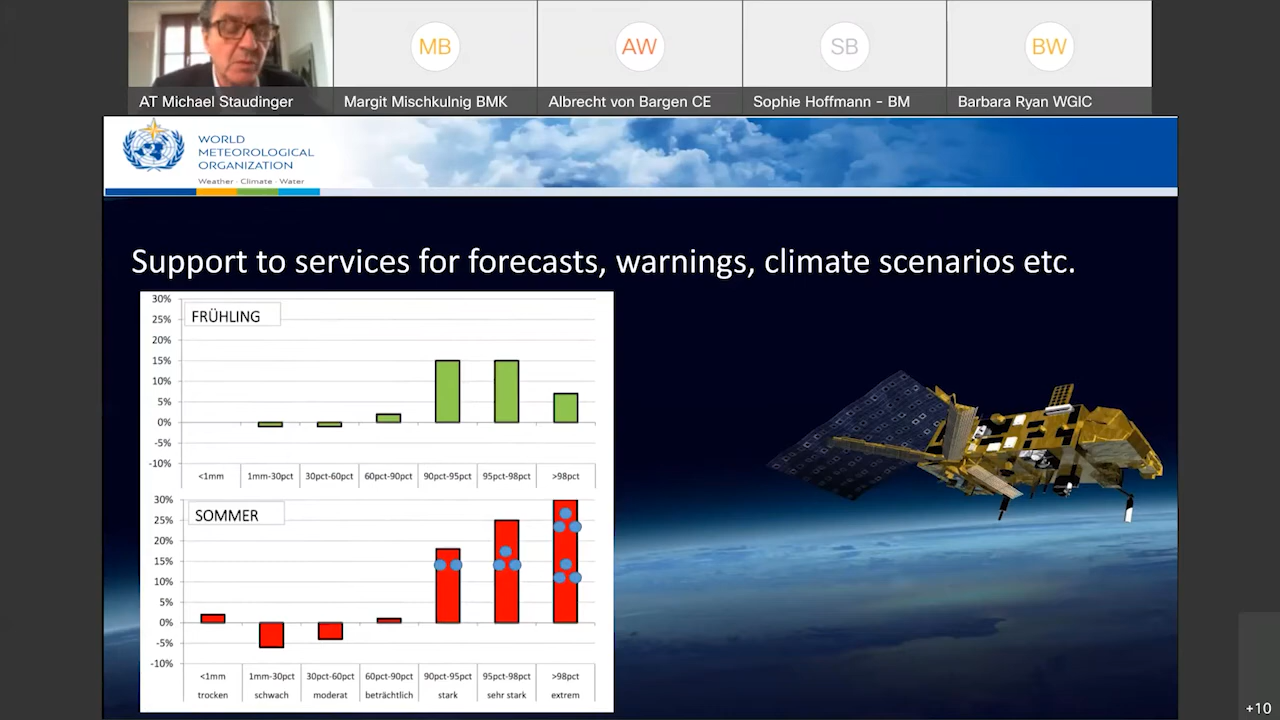 MB
AW
SB
BW
AT Michael Staudinger
Margit Mischkulnig BMK
Albrecht von Bargen CE
Sophie Hoffmann - BM
Barbara Ryan WGIC
WORLD
METEOROLOGICAL
ORGANIZATION
Weather · Climate · Water
Support to services for forecasts, warnings, climate scenarios etc.
FRÜHLING
30%
25%
20%
15%
10%
5%
0%
-5%
-10%
<1mm 1mm-30pct 30pct-60pct 60pct-90pct 90pct-95pct 95pct-98pct >98pct
SOMMER
30%
25%
20%
15%
10%
5%
0%
-5%
-10%
<1mm 1mm-30pct 30pct-60pct 60pct-90pct 90pct-95pct 95pct-98pct >98pct
trocken schwach moderat beträchtlich stark sehr stark extrem
+10